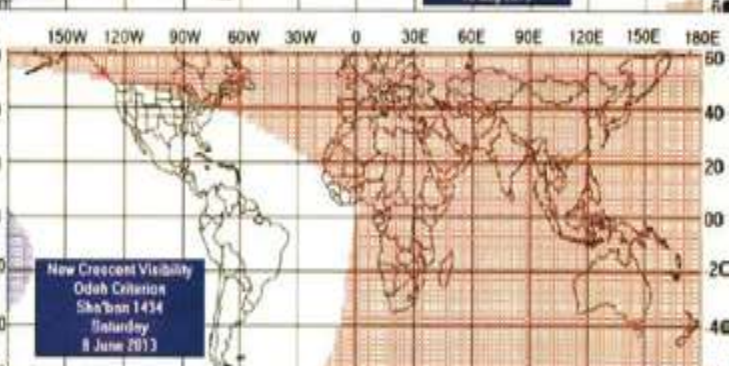 150W 120W 90W 60W 30W 0 30E 60E 90E 120E 150E 180E
60
40
20
00
20
40
New Crescent Visibility
Odeh Criterion
Sha'ban 1434
Saturday
8 June 2013